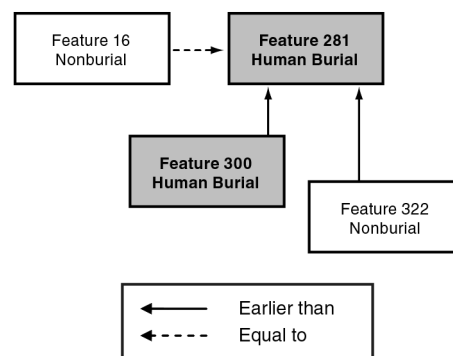 Feature 16
Nonburial
Feature 281
Human Burial
Feature 300
Human Burial
Feature 322
Nonburial
Earlier than
Equal to